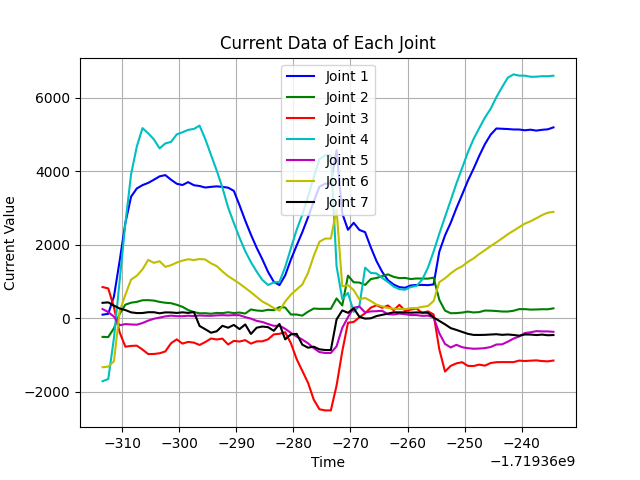 Current Data of Each Joint
Joint 1
Joint 2
Joint 3
Joint 4
Joint 5
Joint 6
Joint 7
Current Value
6000
4000
2000
0
−2000
−310 −300 −290 −280 −270 −260 −250 −240
Time
−1.71936e9